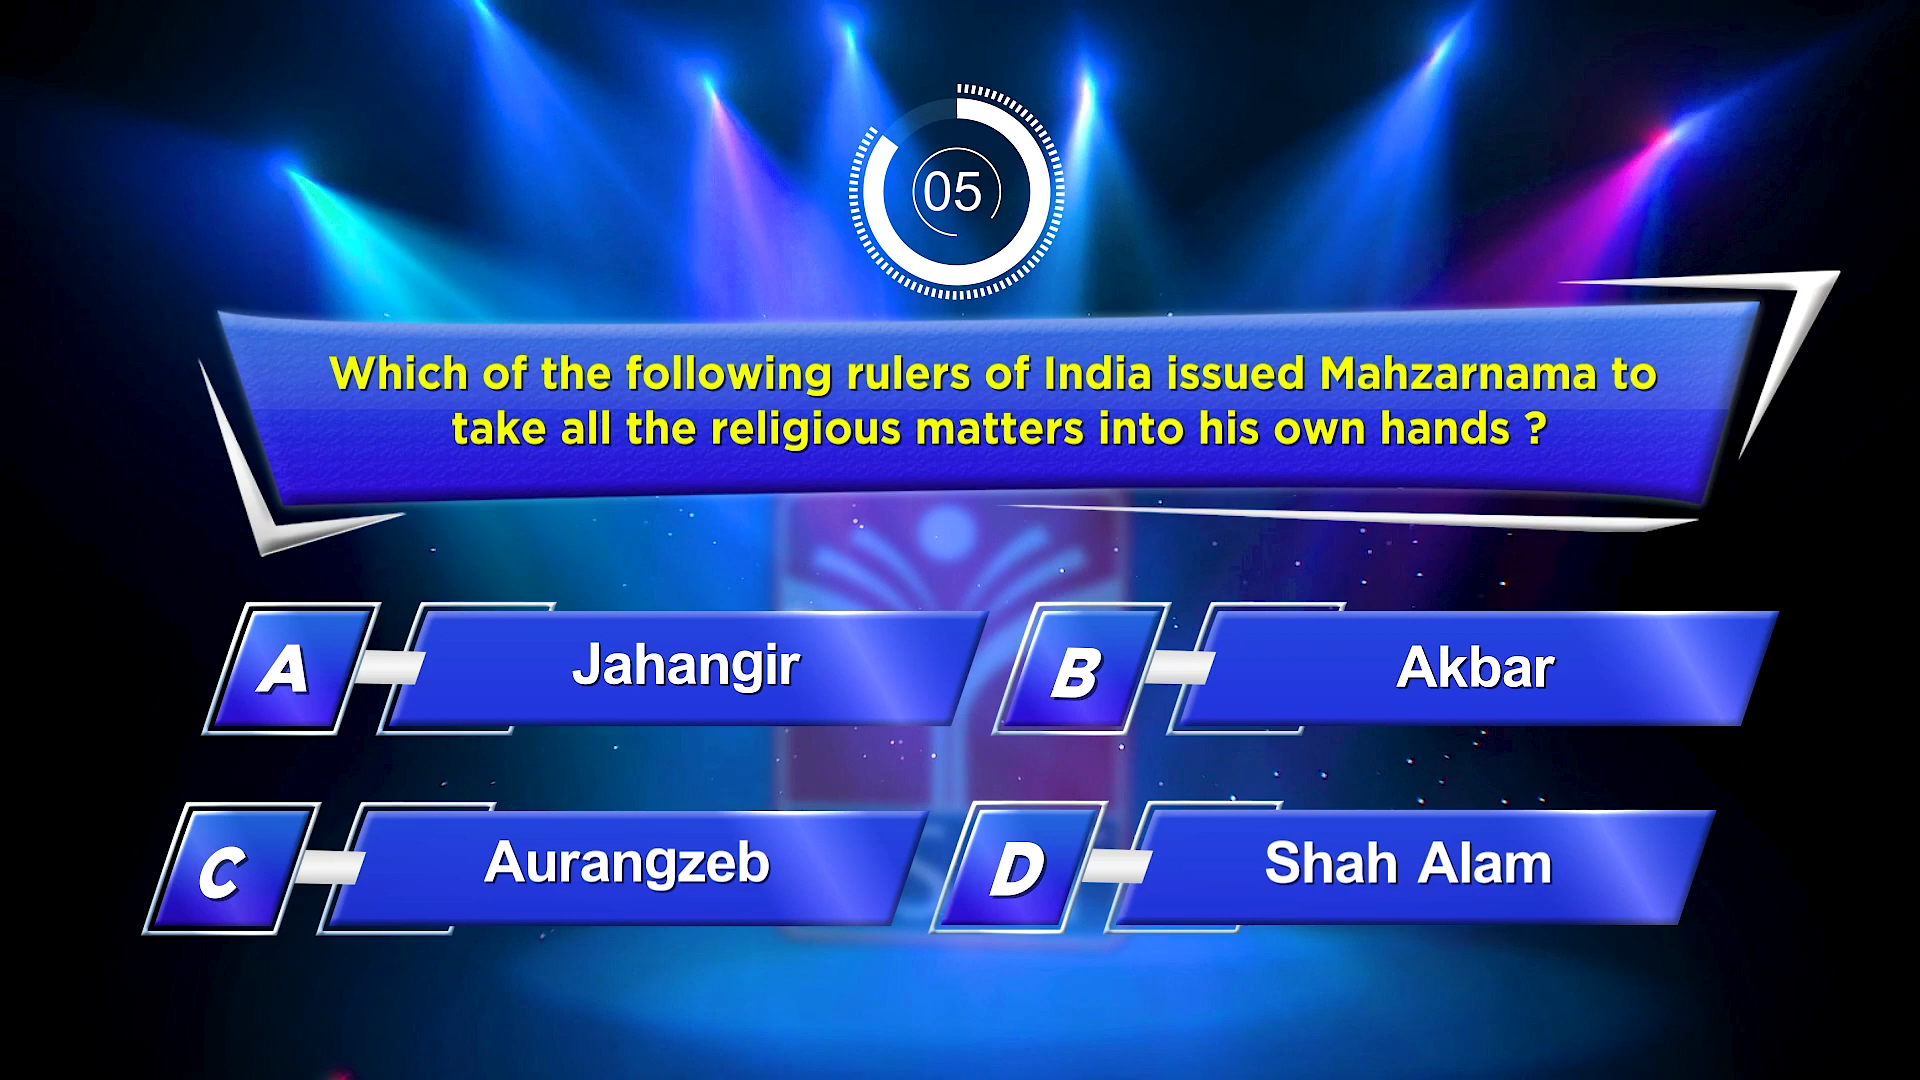 05
Which of the following rulers of India issued Mahzarnama to
take all the religious matters into his own hands ?
A
Jahangir
B
Akbar
C
Aurangzeb
D
Shah Alam